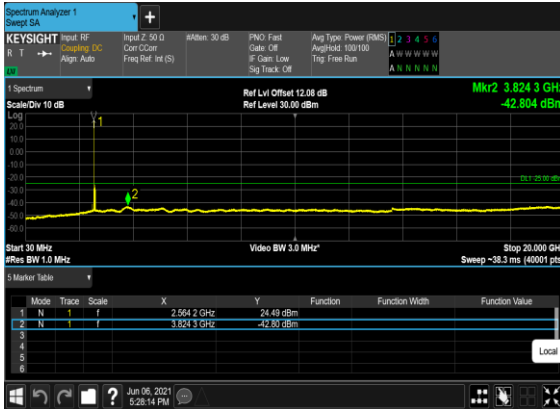 Spectrum Analyzer 1
Swept SA
+
KEYSIGHT Input: RF Input Z: 50 Ω #Atten: 30 dB PNO: Fast Avg Type: Power (RMS) 1 2 3 4 5 6
R T Coupling: DC Corr CCorr Gate: Off Avg|Hold: 100/100 A W W W W W
Align: Auto Freq Ref: Int (S) IF Gain: Low Trig: Free Run
Sig Track: Off A N N N N N
1 Spectrum Ref Lvl Offset 12.08 dB Mkr2 3.824 3 GHz
Scale/Div 10 dB Ref Level 30.00 dBm -42.804 dBm
Log
20.0
10.0
0.00
-10.0
-20.0
-30.0
-40.0
-50.0
-60.0
1
2
Start 30 MHz Video BW 3.0 MHz* Stop 20.000 GH
#Res BW 1.0 MHz Sweep ~38.3 ms (40001 pts
5 Marker Table
Mode Trace Scale X Y Function Function Width Function Value
1 N 1 f 2.564 2 GHz 24.49 dBm
2 N 1 f 3.824 3 GHz -42.80 dBm
3
4
5
6
Local
? Jun 06, 2021
5:28:14 PM